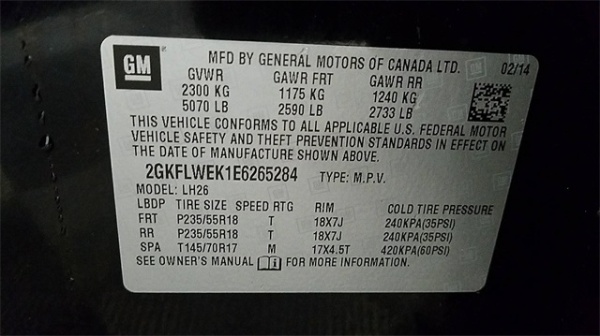 GM
MFD BY GENERAL MOTORS OF CANADA LTD. 02/14
GVWR GAWR FRT GAWR RR
2300 KG 1175 KG 1240 KG
5070 LB 2590 LB 2733 LB
THIS VEHICLE CONFORMS TO ALL APPLICABLE U.S. FEDERAL MOTOR
VEHICLE SAFETY AND THEFT PREVENTION STANDARDS IN EFFECT ON
THE DATE OF MANUFACTURE SHOWN ABOVE.
2GKFLWEK1E6265284 TYPE: M.P.V.
MODEL: LH26
LBDP TIRE SIZE SPEED RTG RIM COLD TIRE PRESSURE
FRT P235/55R18 T 18X7J 240KPA(35PSI)
RR P235/55R18 T 18X7J 240KPA(35PSI)
SPA T145/70R17 M 17X4.5T 420KPA(60PSI)
SEE OWNER'S MANUAL FOR MORE INFORMATION.